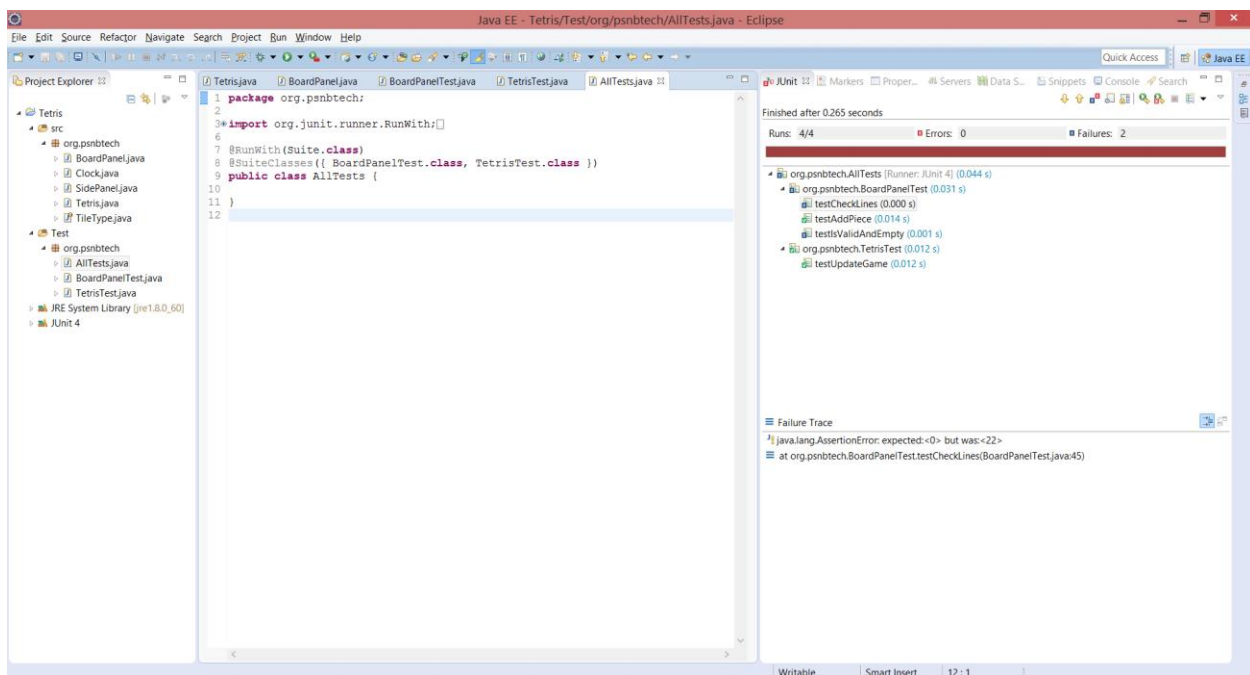 Java EE - Tetris/Test/org/psnbtech/AllTests.java - Eclipse
File Edit Source Refactor Navigate Search Project Run Window Help
Quick Access
Java EE
Project Explorer
Tetris
src
org.psnbtech
BoardPanel.java
Clock.java
SidePanel.java
Tetris.java
TileType.java
Test
org.psnbtech
AllTests.java
BoardPanelTest.java
TetrisTest.java
JRE System Library [jre1.8.0_60]
JUnit 4
Tetris.java BoardPanel.java BoardPanelTest.java TetrisTest.java AllTests.java
1 package org.psnbtech;
2
3 import org.junit.runner.RunWith;
6
7 @RunWith(Suite.class)
8 @SuiteClasses({ BoardPanelTest.class, TetrisTest.class })
9 public class AllTests {
10
11 }
12
JUnit Markers Proper... Servers Data S... Snippets Console Search
Finished after 0.265 seconds
Runs: 4/4 Errors: 0 Failures: 2
org.psnbtech.AllTests [Runner: JUnit 4] (0.044 s)
org.psnbtech.BoardPanelTest (0.031 s)
testCheckLines (0.000 s)
testAddPiece (0.014 s)
testIsValidAndEmpty (0.001 s)
org.psnbtech.TetrisTest (0.012 s)
testUpdateGame (0.012 s)
Failure Trace
java.lang.AssertionError: expected:<0> but was:<22>
at org.psnbtech.BoardPanelTest.testCheckLines(BoardPanelTest.java:45)
Writable Smart Insert 12 : 1